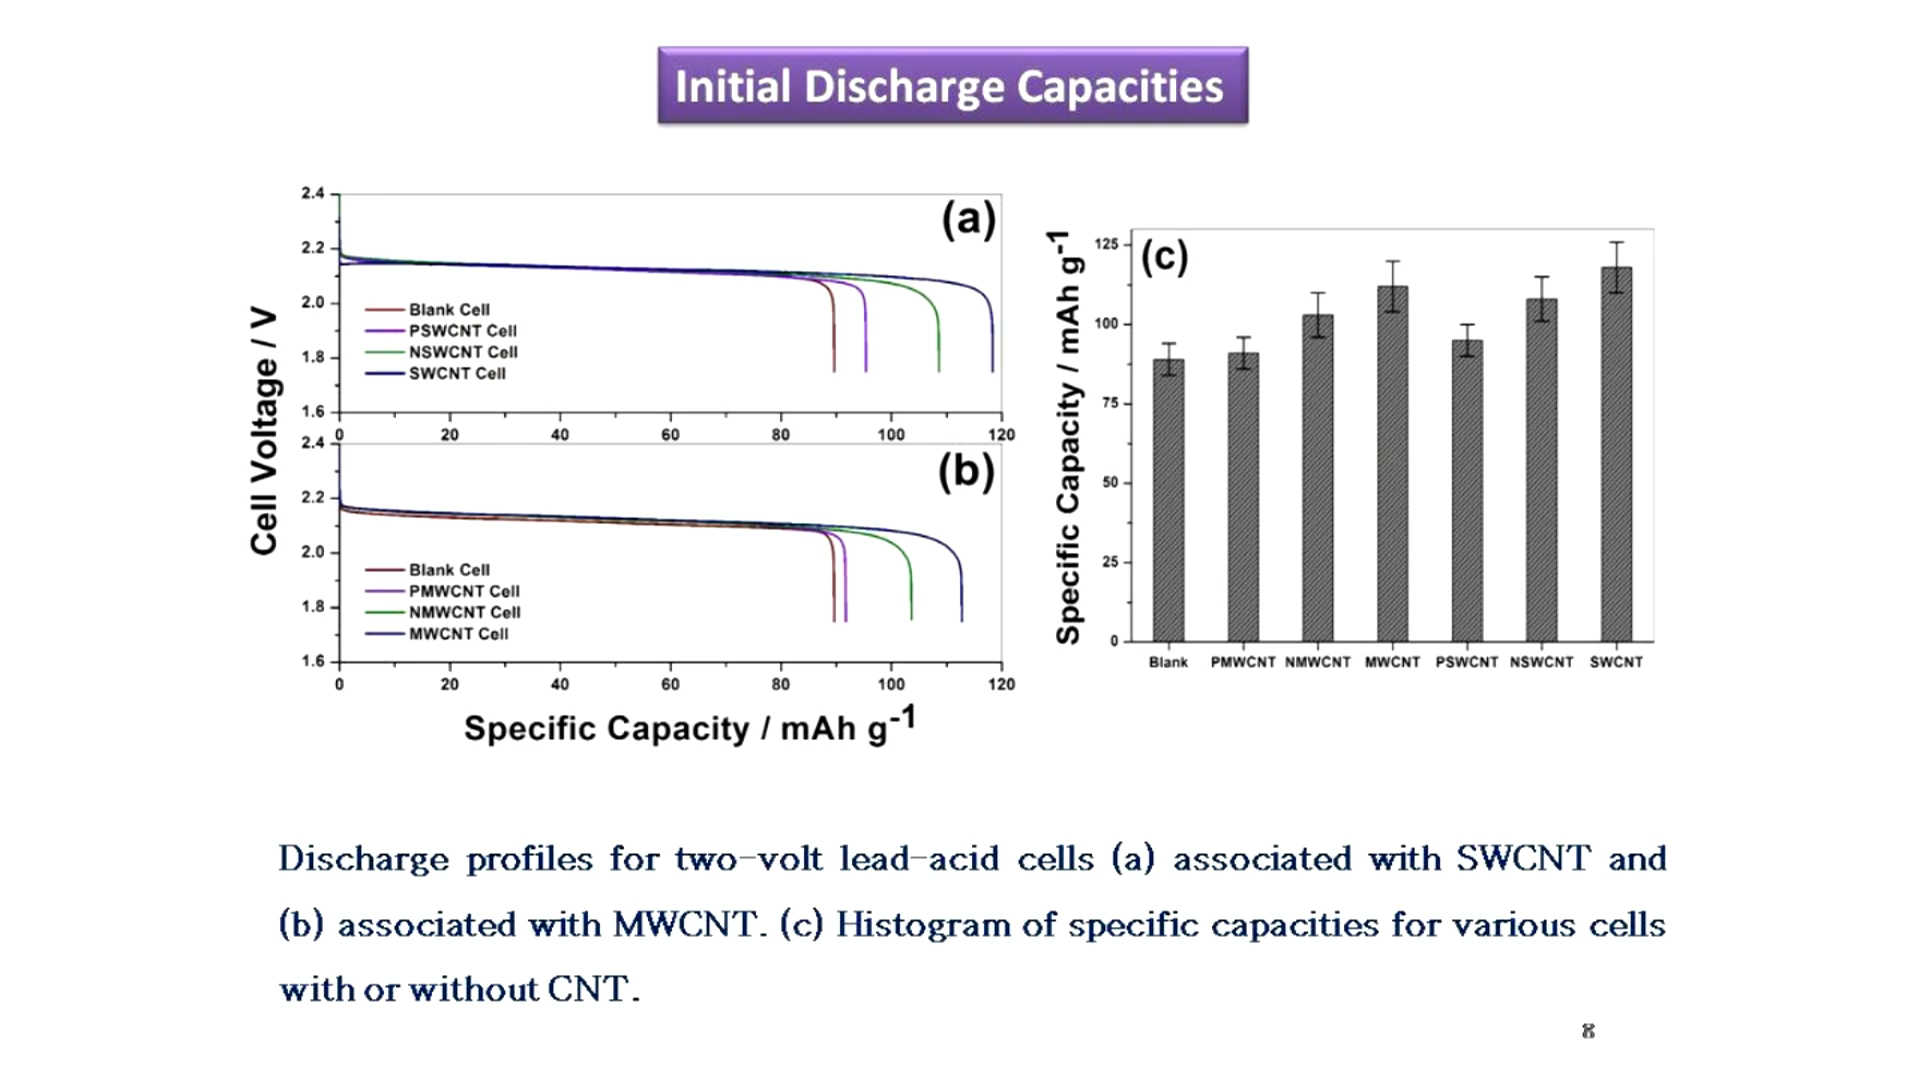 Initial Discharge Capacities
Cell Voltage / V
2.4
2.2
2.0
1.8
1.6
(a)
Blank Cell
PSWCNT Cell
NSWCNT Cell
SWCNT Cell
0 20 40 60 80 100 120
2.4
2.2
2.0
1.8
1.6
(b)
Blank Cell
PMWCNT Cell
NMWCNT Cell
MWCNT Cell
0 20 40 60 80 100 120
Specific Capacity / mAh g-1
Specific Capacity / mAh g-1
125
100
75
50
25
0
(c)
Blank PMWCNT NMWCNT MWCNT PSWCNT NSWCNT SWCNT
Discharge profiles for two-volt lead-acid cells (a) associated with SWCNT and
(b) associated with MWCNT. (c) Histogram of specific capacities for various cells
with or without CNT.
8